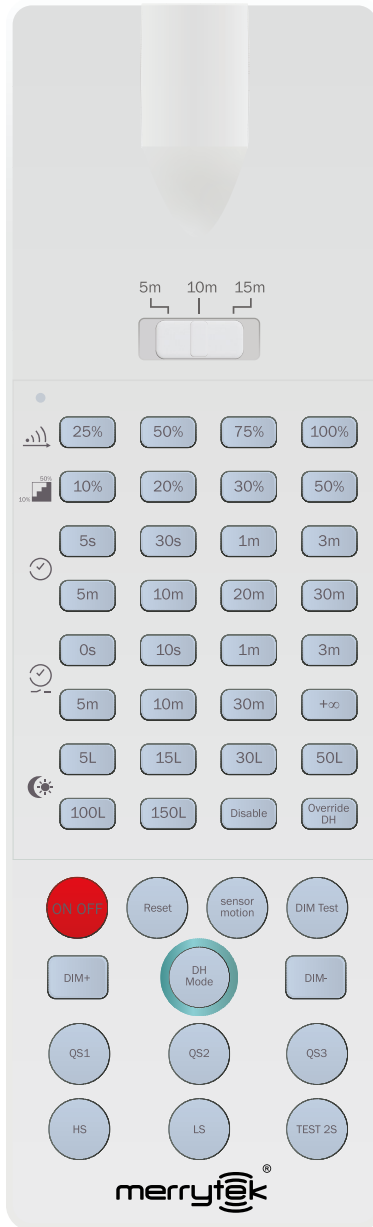 5m 10m 15m
25% 50% 75% 100%
50%
10%
10% 20% 30% 50%
5s 30s 1m 3m
5m 10m 20m 30m
0s 10s 1m 3m
5m 10m 30m +∞
5L 15L 30L 50L
100L 150L Disable Override
DH
ON OFF Reset sensor
motion DIM Test
DIM+ DH
Mode DIM-
QS1 QS2 QS3
HS LS TEST 2S
merrytek®